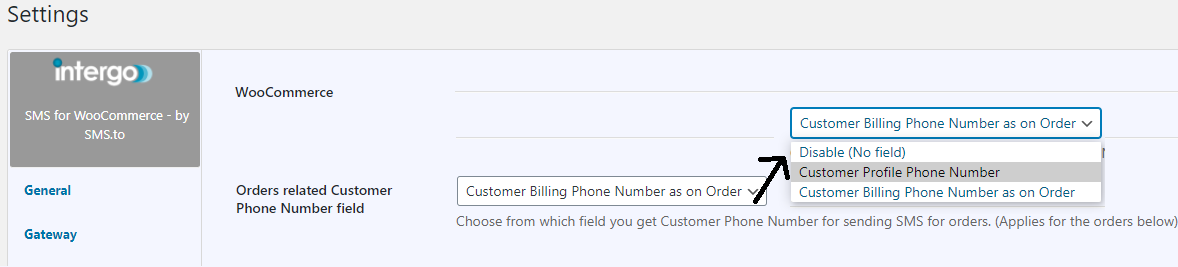 Settings
intergo
SMS for WooCommerce - by
SMS.to
General
Gateway
WooCommerce
Customer Billing Phone Number as on Order
Disable (No field)
Customer Profile Phone Number
Customer Billing Phone Number as on Order
Orders related Customer
Phone Number field
Customer Billing Phone Number as on Order
Choose from which field you get Customer Phone Number for sending SMS for orders. (Applies for the orders below)